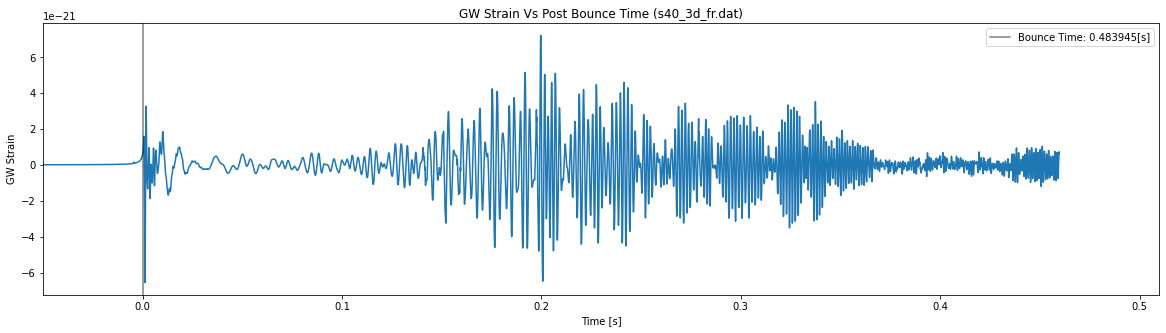 GW Strain Vs Post Bounce Time (s40_3d_fr.dat)
1e−21
Bounce Time: 0.483945[s]
6
4
2
0
−2
−4
−6
GW Strain
0.0 0.1 0.2 0.3 0.4 0.5
Time [s]